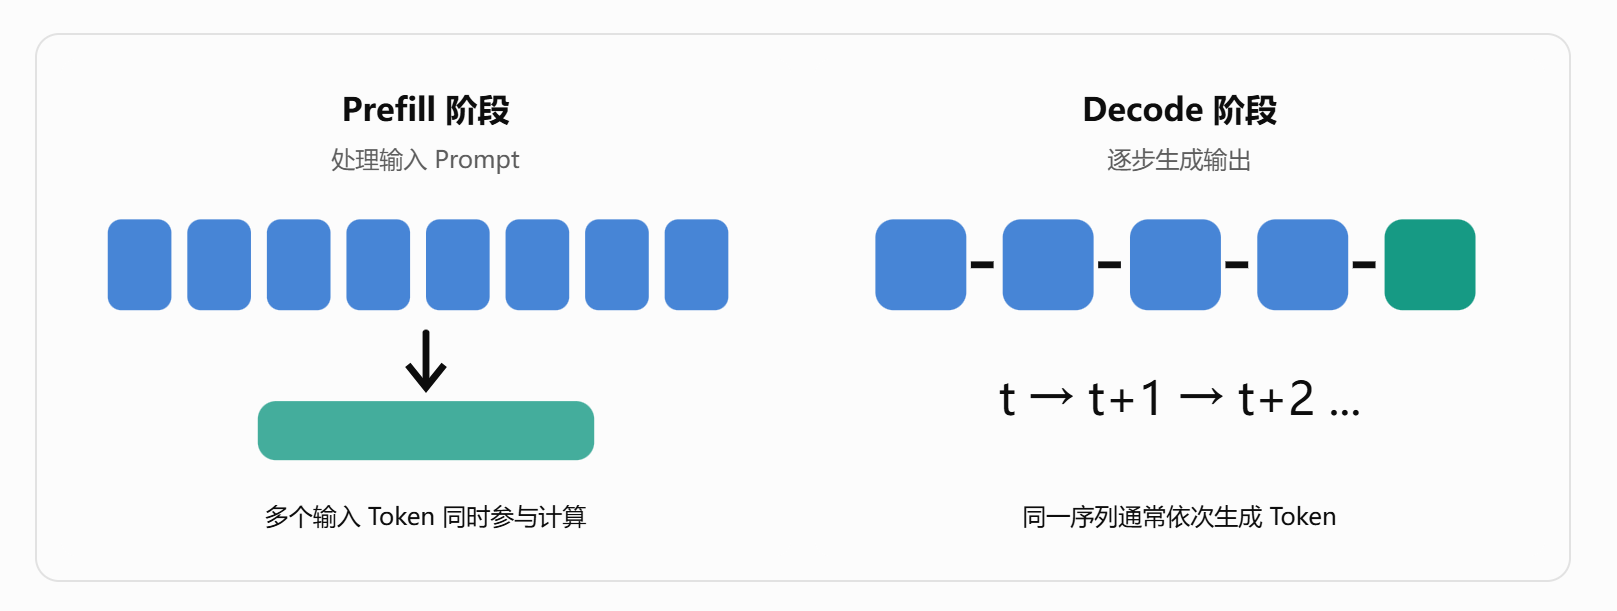 Prefill 阶段
处理输入 Prompt
多个输入 Token 同时参与计算
Decode 阶段
逐步生成输出
t → t+1 → t+2 ...
同一序列通常依次生成 Token